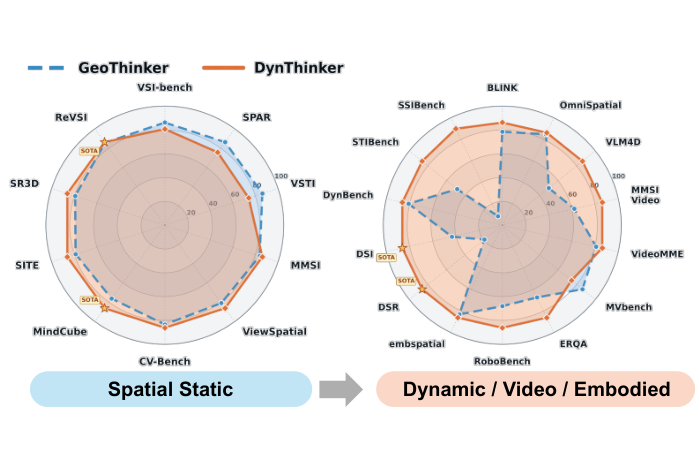 GeoThinker
DynThinker
VSI-bench
ReVSI
SPAR
SOTA
SR3D
VSTI
20
40
60
80
100
SITE
MMSI
SOTA
MindCube
ViewSpatial
CV-Bench
Spatial Static
BLINK
SSIBench
OmniSpatial
STIBench
VLM4D
DynBench
20
40
60
80
100
MMSI
Video
DSI
SOTA
VideoMME
SOTA
DSR
MVbench
embspatial
ERQA
RoboBench
Dynamic / Video / Embodied